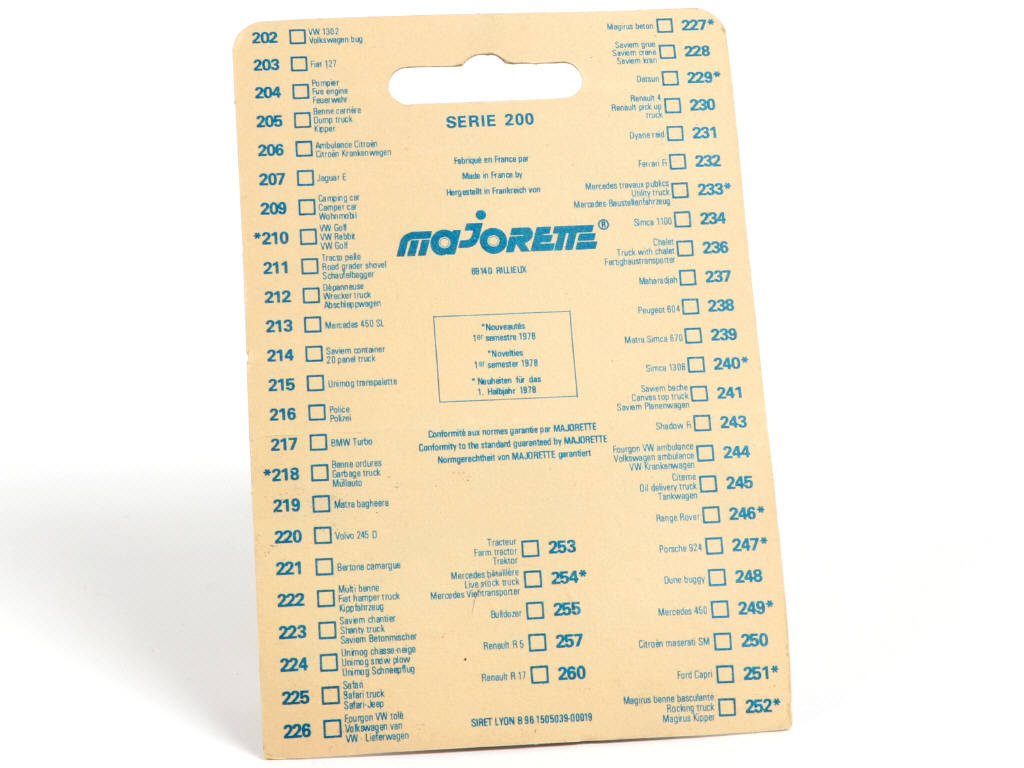 202 VW 1302
Volkswagen bug
203 Fiat 127
204 Pompier
Fire engine
Feuerwehr
205 Benne carrière
Dump truck
Kipper
206 Ambulance Citroën
Citroën Krankenwagen
207 Jaguar E
209 Camping car
Camper car
Wohnmobil
*210 VW Golf
VW Rabbit
VW Golf
211 Tracto pelle
Road grader shovel
Schaufelbagger
212 Dépanneuse
Wrecker truck
Abschleppwagen
213 Mercedes 450 SL
214 Saviem container
20 panel truck
215 Unimog transpalette
216 Police
Polizei
217 BMW Turbo
*218 Benne ordures
Garbage truck
Müllauto
219 Matra bagheera
220 Volvo 245 D
221 Bertone camargue
222 Multi benne
Fiat hamper truck
Kippfahrzeug
223 Saviem chantier
Shanty truck
Saviem Betonmischer
224 Unimog chasse-neige
Unimog snow plow
Unimog Schneepflug
225 Safari
Safari truck
Safari-Jeep
226 Fourgon VW tolé
Volkswagen van
VW - Lieferwagen
SERIE 200
Fabriqué en France par
Made in France by
Hergestellt in Frankreich von
MAJORETTE®
69140 RILLIEUX
*Nouveautés
1er semestre 1978
*Novelties
1er semester 1978
*Neuheiten für das
1. Halbjahr 1978
Conformité aux normes garantie par MAJORETTE
Conformity to the standard guaranteed by MAJORETTE
Normgerechtheit von MAJORETTE garantiert
Tracteur
Farm tractor
Traktor 253
Mercedes bétaillère
Live stock truck
Mercedes Viehtransporter 254*
Bulldozer 255
Renault R 5 257
Renault R 17 260
SIRET LYON B 96 1505039-00019
Magirus beton 227*
Saviem grue
Saviem crane
Saviem kran 228
Datsun 229*
Renault 4
Renault pick up
truck 230
Dyane raid 231
Ferrari Fi 232
Mercedes travaux publics
Utility truck
Mercedes-Baustellenfahrzeug 233*
Simca 1100 234
Chalet
Truck with chalet
Fertighaustransporter 236
Maharadjah 237
Peugeot 604 238
Matra Simca 670 239
Simca 1308 240*
Saviem bache
Canvas top truck
Saviem Planenwagen 241
Shadow Fi 243
Fourgon VW ambulance
Volkswagen ambulance
VW Krankenwagen 244
Citerne
Oil delivery truck
Tankwagen 245
Range Rover 246*
Porsche 924 247*
Dune buggy 248
Mercedes 450 249*
Citroën maserati SM 250
Ford Capri 251*
Magirus benne basculante
Rocking truck
Magirus Kipper 252*